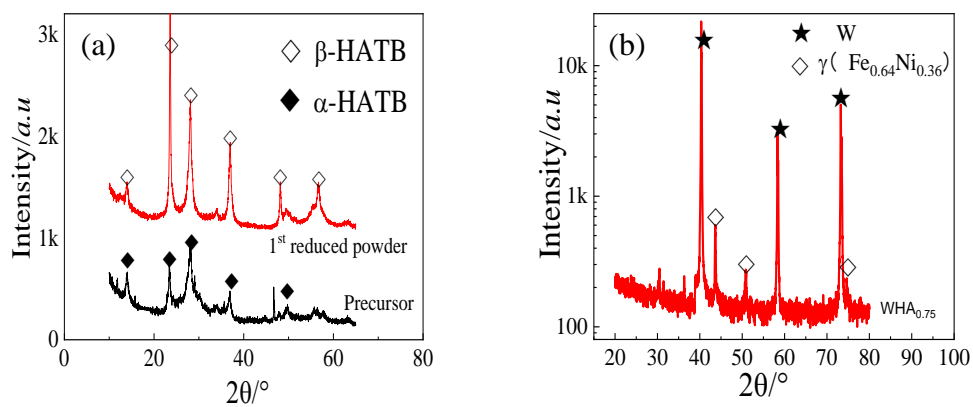 (a)
◇ β-HATB
◆ α-HATB
3k
2k
1k
0
Intensity/a.u
1st reduced powder
Precursor
0 20 40 60 80
2θ/°
(b)
★ W
◇ γ( Fe0.64Ni0.36)
10k
1k
100
Intensity/a.u
WHA0.75
20 30 40 50 60 70 80 90 100
2θ/°